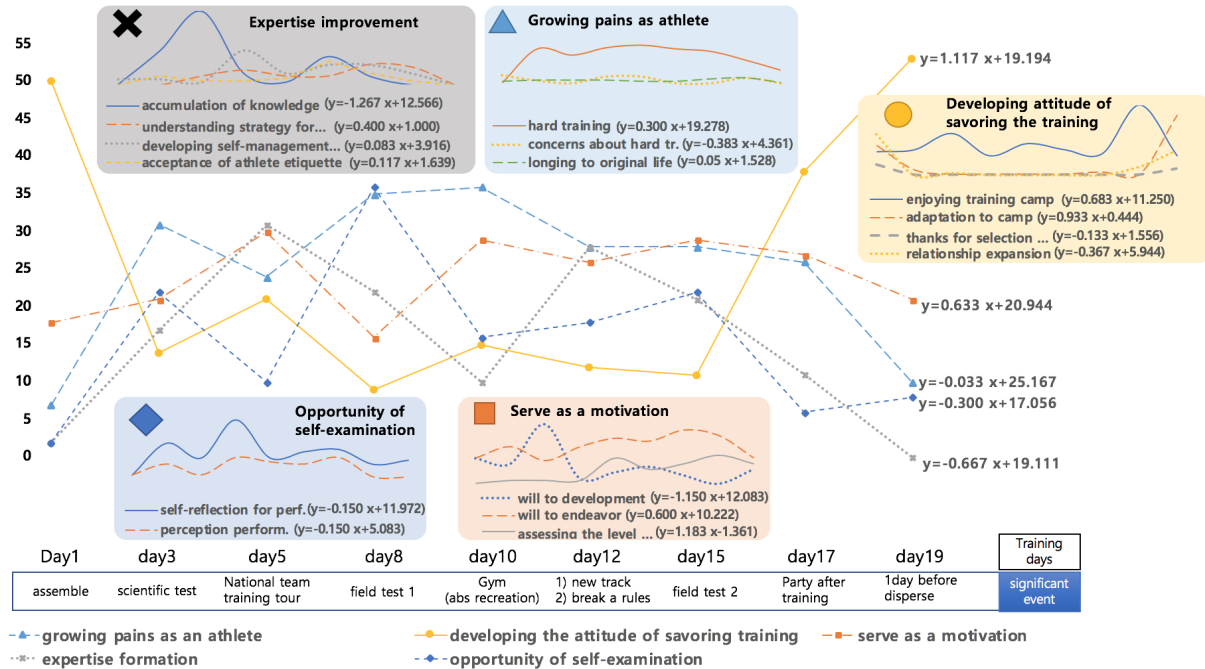 Expertise improvement
accumulation of knowledge (y=-1.267 x+12.566)
understanding strategy for... (y=0.400 x+1.000)
developing self-management... (y=0.083 x+3.916)
acceptance of athlete etiquette (y=0.117 x+1.639)
Growing pains as athlete
hard training (y=0.300 x+19.278)
concerns about hard tr. (y=-0.383 x+4.361)
longing to original life (y=0.05 x+1.528)
y=1.117 x+19.194
Developing attitude of
savoring the training
enjoying training camp (y=0.683 x+11.250)
adaptation to camp (y=0.933 x+0.444)
thanks for selection ... (y=-0.133 x+1.556)
relationship expansion (y=-0.367 x+5.944)
55
50
45
40
35
30
25
20
15
10
5
0
y=0.633 x+20.944
y=-0.033 x+25.167
y=-0.300 x+17.056
y=-0.667 x+19.111
Opportunity of
self-examination
self-reflection for perf. (y=-0.150 x+11.972)
perception perform. (y=-0.150 x+5.083)
Serve as a motivation
will to development (y=-1.150 x+12.083)
will to endeavor (y=0.600 x+10.222)
assessing the level ... (y=1.183 x-1.361)
Day1 day3 day5 day8 day10 day12 day15 day17 day19
Training
days
assemble
scientific test
National team
training tour
field test 1
Gym
(abs recreation)
1) new track
2) break a rules
field test 2
Party after
training
1day before
disperse
significant
event
growing pains as an athlete
developing the attitude of savoring training
serve as a motivation
expertise formation
opportunity of self-examination